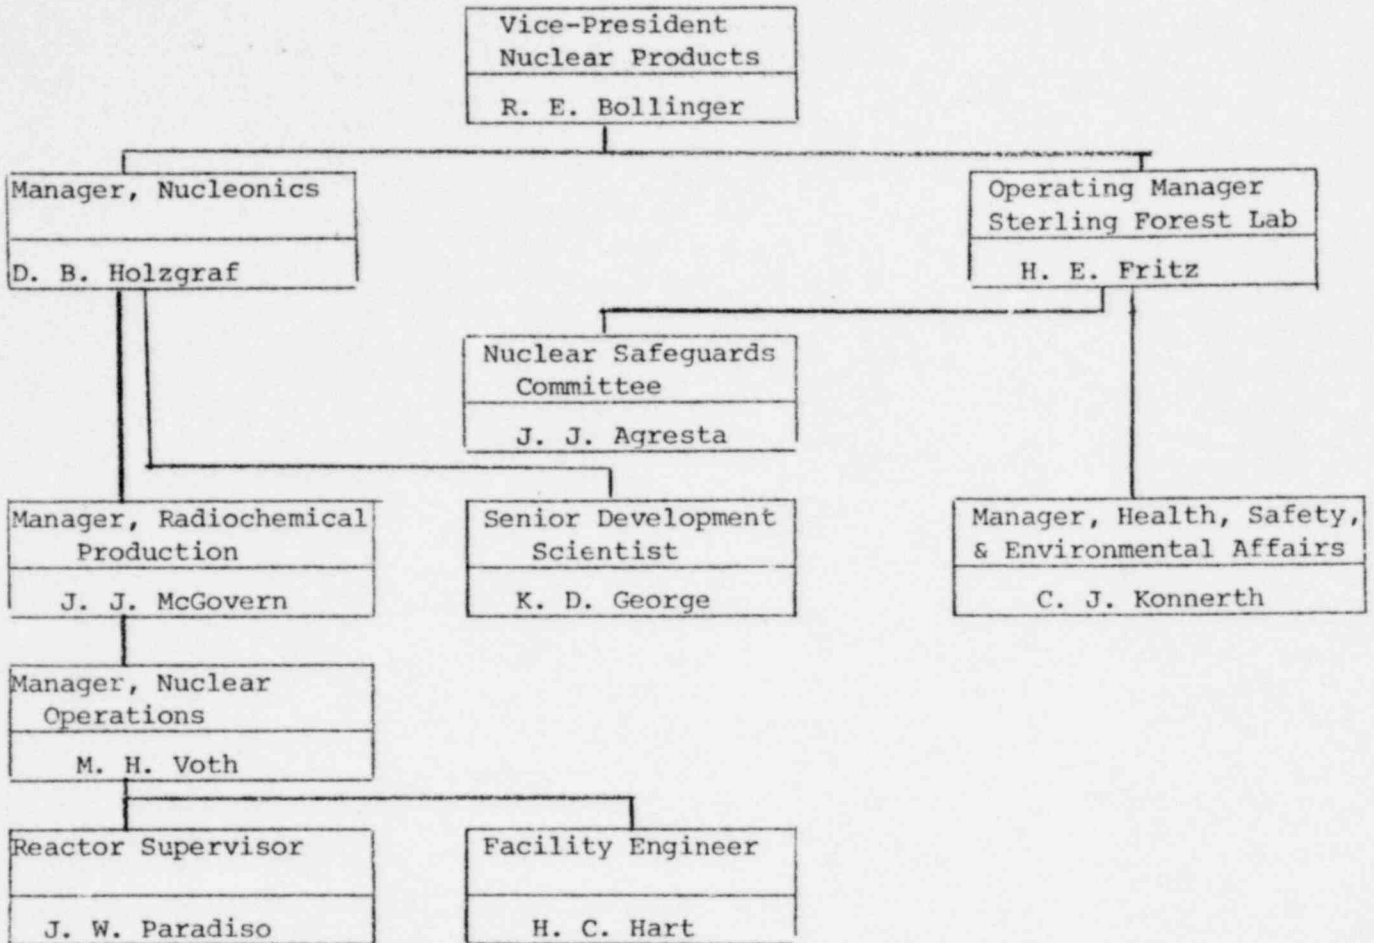 Vice-President
Nuclear Products
R. E. Bollinger
Manager, Nucleonics
D. B. Holzgraf
Operating Manager
Sterling Forest Lab
H. E. Fritz
Nuclear Safeguards
Committee
J. J. Agresta
Manager, Radiochemical
Production
J. J. McGovern
Senior Development
Scientist
K. D. George
Manager, Health, Safety,
& Environmental Affairs
C. J. Konnerth
Manager, Nuclear
Operations
M. H. Voth
Reactor Supervisor
J. W. Paradiso
Facility Engineer
H. C. Hart